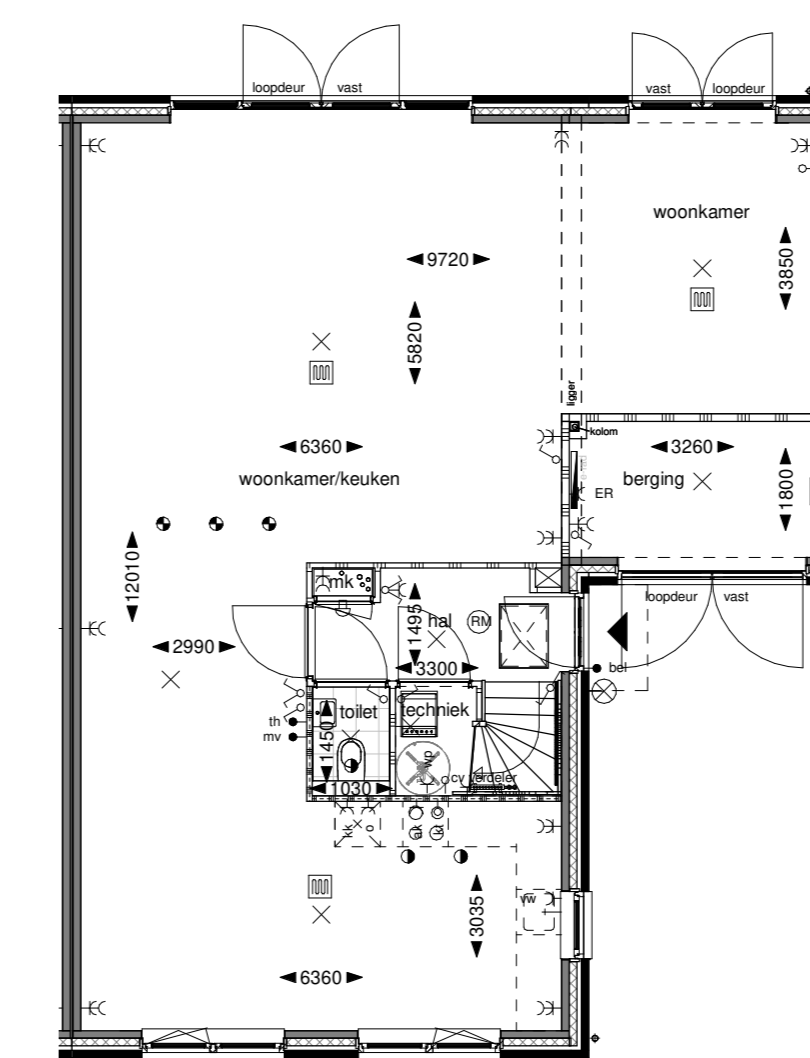 loopdeur vast
vast loopdeur
woonkamer
9720
3850
5820
ligger
kolom
6360
3260
woonkamer/keuken
berging
1800
ER
12010
mk
1495
hal
RM
loopdeur vast
2990
3300
bel
toilet
techniek
th
mv
1450
wp
cv verdeler
1030
kk
o
ak
kt
vw
3035
6360